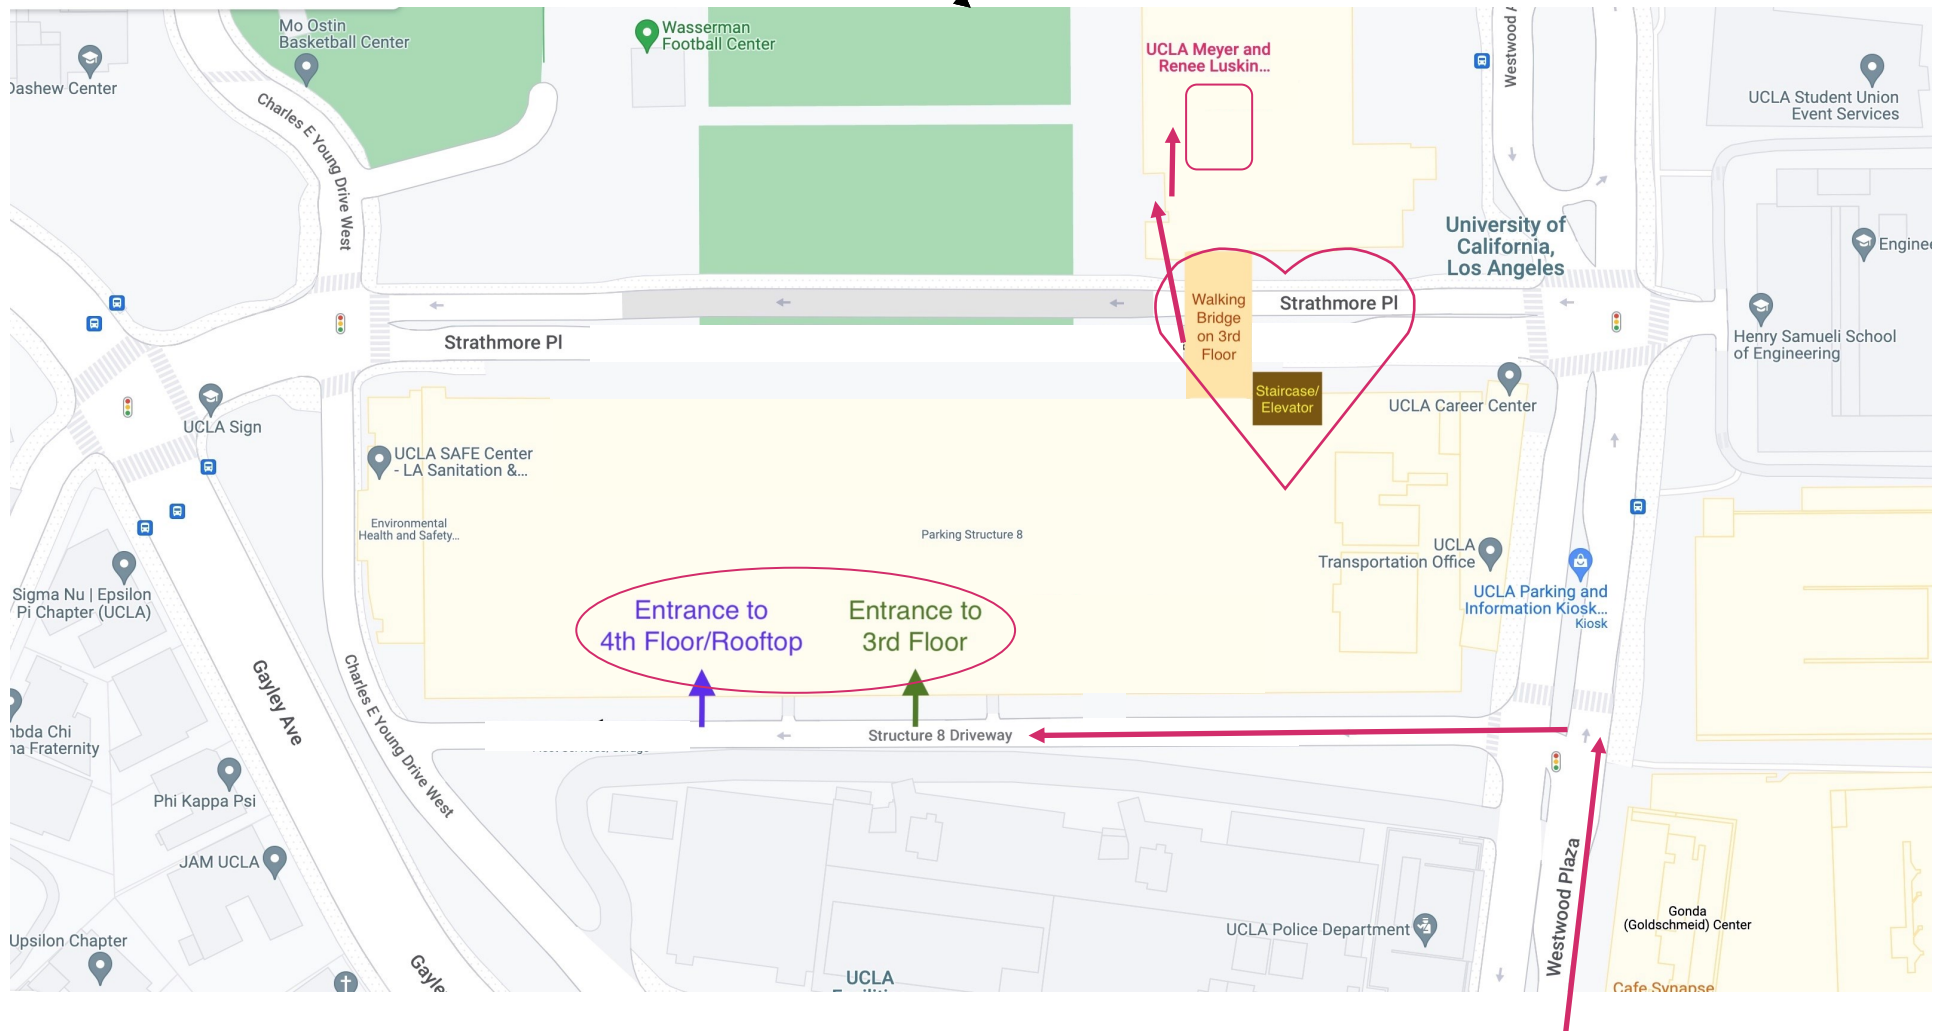 Mo Ostin
Basketball Center
Wasserman
Football Center
UCLA Meyer and
Renee Luskin...
Westwood
Dashew Center
UCLA Student Union
Event Services
Charles E Young Drive West
University of
California,
Los Angeles
Engine
Walking
Bridge
on 3rd
Floor
Strathmore Pl
Strathmore Pl
Henry Samueli School
of Engineering
Staircase/
Elevator
UCLA Career Center
UCLA Sign
UCLA SAFE Center
- LA Sanitation &...
Environmental
Health and Safety...
Parking Structure 8
UCLA
Transportation Office
UCLA Parking and
Information Kiosk...
Kiosk
Sigma Nu | Epsilon
Pi Chapter (UCLA)
Entrance to
4th Floor/Rooftop
Entrance to
3rd Floor
Gayley Ave
Charles E Young Drive West
mbda Chi
na Fraternity
Structure 8 Driveway
Phi Kappa Psi
JAM UCLA
Westwood Plaza
Gonda
(Goldschmeid) Center
UCLA Police Department
Upsilon Chapter
Gayle
UCLA
Cafe Synapse